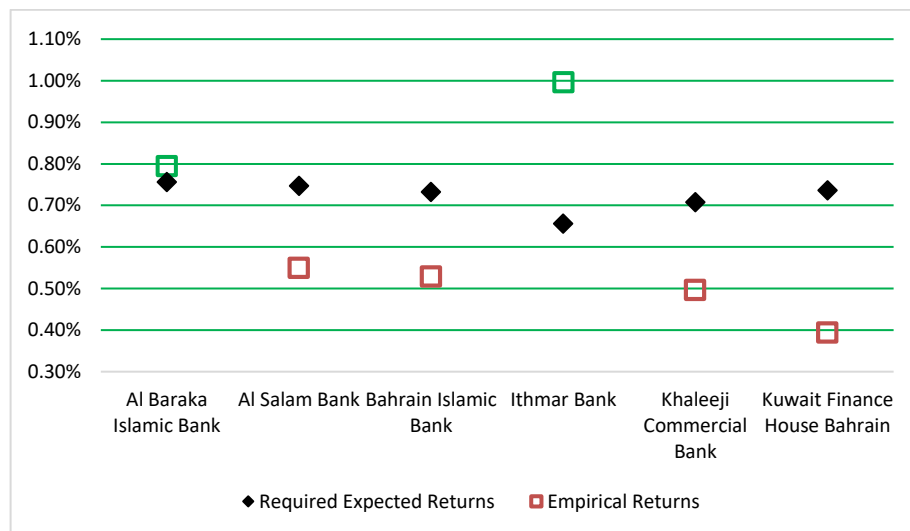 1.10%
1.00%
0.90%
0.80%
0.70%
0.60%
0.50%
0.40%
0.30%
Al Baraka
Islamic Bank
Al Salam Bank
Bahrain Islamic
Bank
Ithmar Bank
Khaleeji
Commercial
Bank
Kuwait Finance
House Bahrain
Required Expected Returns
Empirical Returns